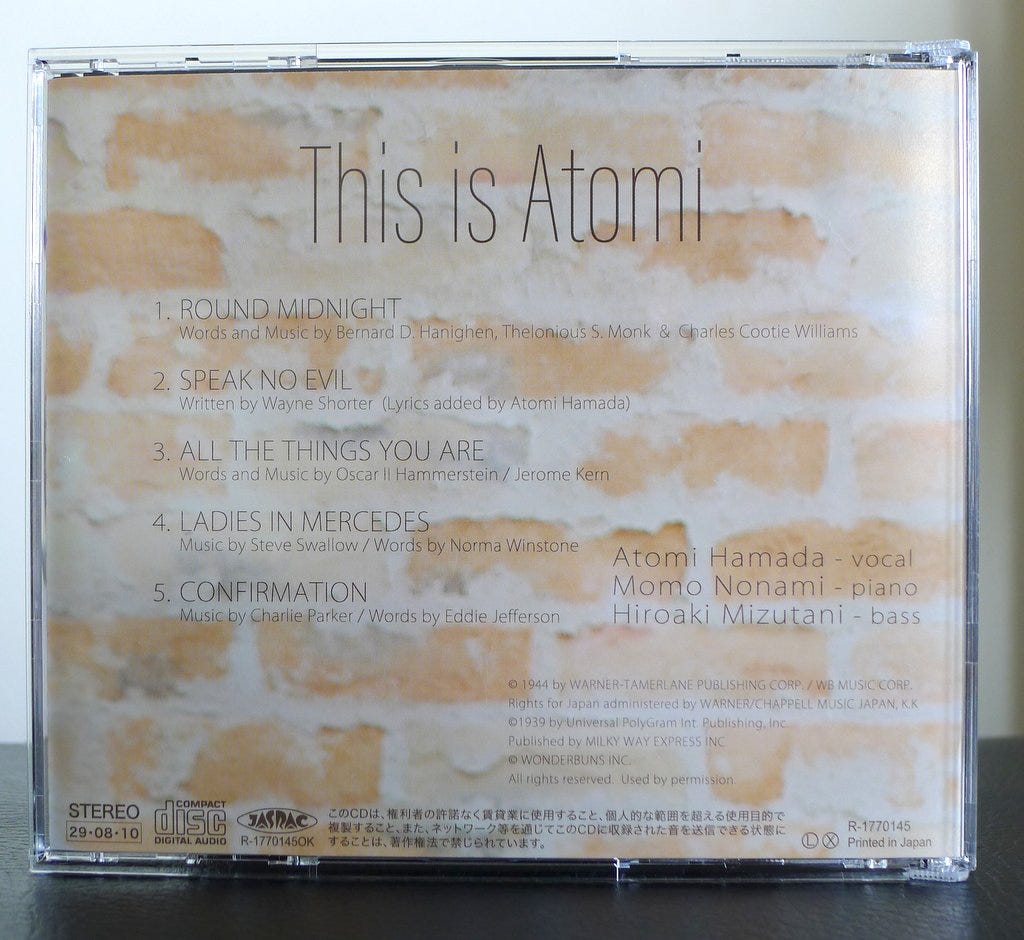 This is Atomi
1. ROUND MIDNIGHT
Words and Music by Bernard D. Hanighen, Thelonious S. Monk & Charles Cootie Williams
2. SPEAK NO EVIL
Written by Wayne Shorter (Lyrics added by Atomi Hamada)
3. ALL THE THINGS YOU ARE
Words and Music by Oscar II Hammerstein / Jerome Kern
4. LADIES IN MERCEDES
Music by Steve Swallow / Words by Norma Winstone
5. CONFIRMATION
Music by Charlie Parker / Words by Eddie Jefferson
Atomi Hamada - vocal
Momo Nonami - piano
Hiroaki Mizutani - bass
© 1944 by WARNER-TAMERLANE PUBLISHING CORP. / WB MUSIC CORP.
Rights for Japan administered by WARNER/CHAPPELL MUSIC JAPAN, K.K
©1939 by Universal PolyGram Int. Publishing, Inc.
Published by MILKY WAY EXPRESS INC
© WONDERBUNS INC.
All rights reserved. Used by permission.
STEREO
29・08・10
COMPACT
disc
DIGITAL AUDIO
JASRAC
R-1770145OK
このCDは、権利者の許諾なく賃貸業に使用すること、個人的な範囲を超える使用目的で
複製すること、また、ネットワーク等を通じてこのCDに収録された音を送信できる状態に
することは、著作権法で禁じられています。
Ⓛ Ⓧ
R-1770145
Printed in Japan